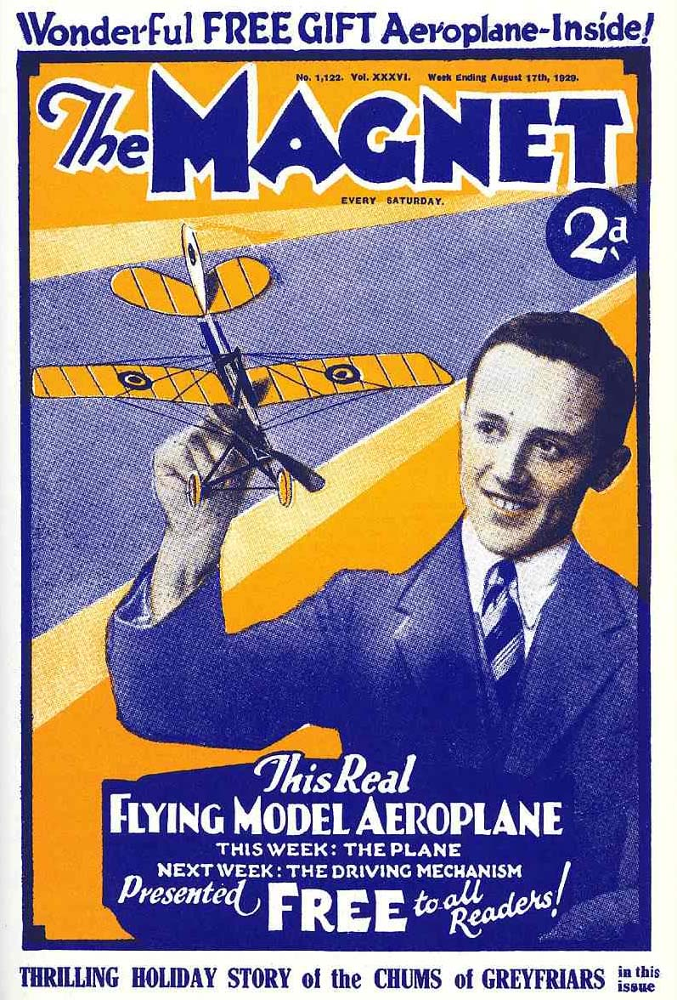 Wonderful FREE GIFT Aeroplane-Inside!
No. 1,122. Vol. XXXVI. Week Ending August 17th, 1929.
The MAGNET
EVERY SATURDAY.
2d
This Real
FLYING MODEL AEROPLANE
THIS WEEK: THE PLANE
NEXT WEEK: THE DRIVING MECHANISM
Presented FREE to all Readers!
THRILLING HOLIDAY STORY of the CHUMS of GREYFRIARS in this issue